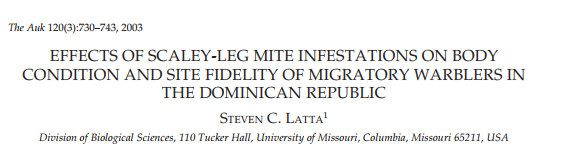 The Auk 120(3):730–743, 2003
EFFECTS OF SCALEY-LEG MITE INFESTATIONS ON BODY
CONDITION AND SITE FIDELITY OF MIGRATORY WARBLERS IN
THE DOMINICAN REPUBLIC
STEVEN C. LATTA¹
Division of Biological Sciences, 110 Tucker Hall, University of Missouri, Columbia, Missouri 65211, USA